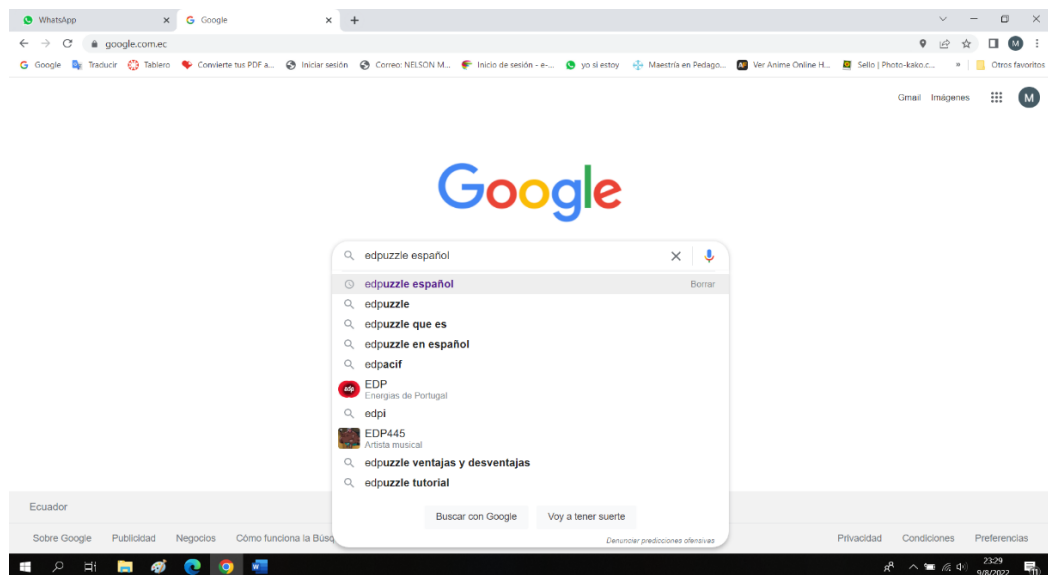 WhatsApp
Google
google.com.ec
Google Traducir Tablero Convierte tus PDF a... Iniciar sesión Correo: NELSON M... Inicio de sesión - e-... yo si estoy Maestría en Pedago... Ver Anime Online H... Sello | Photo-kako.c... » Otros favoritos
Gmail Imágenes M
Google
edpuzzle español
edpuzzle español Borrar
edpuzzle
edpuzzle que es
edpuzzle en español
edpacif
EDP
Energias de Portugal
edpi
EDP445
Artista musical
edpuzzle ventajas y desventajas
edpuzzle tutorial
Buscar con Google Voy a tener suerte
Denunciar predicciones ofensivas
Ecuador
Sobre Google Publicidad Negocios Cómo funciona la Búsq
Privacidad Condiciones Preferencias
23:29
9/8/2022